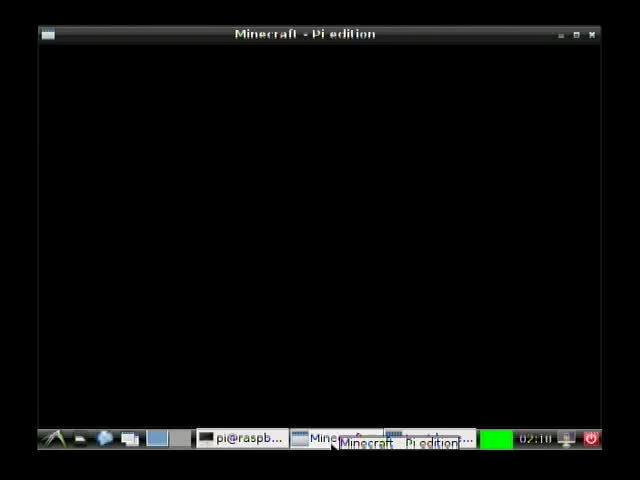 Minecraft - Pi edition
pi@raspb...
Mine
Minecraft - Pi edition
02:10